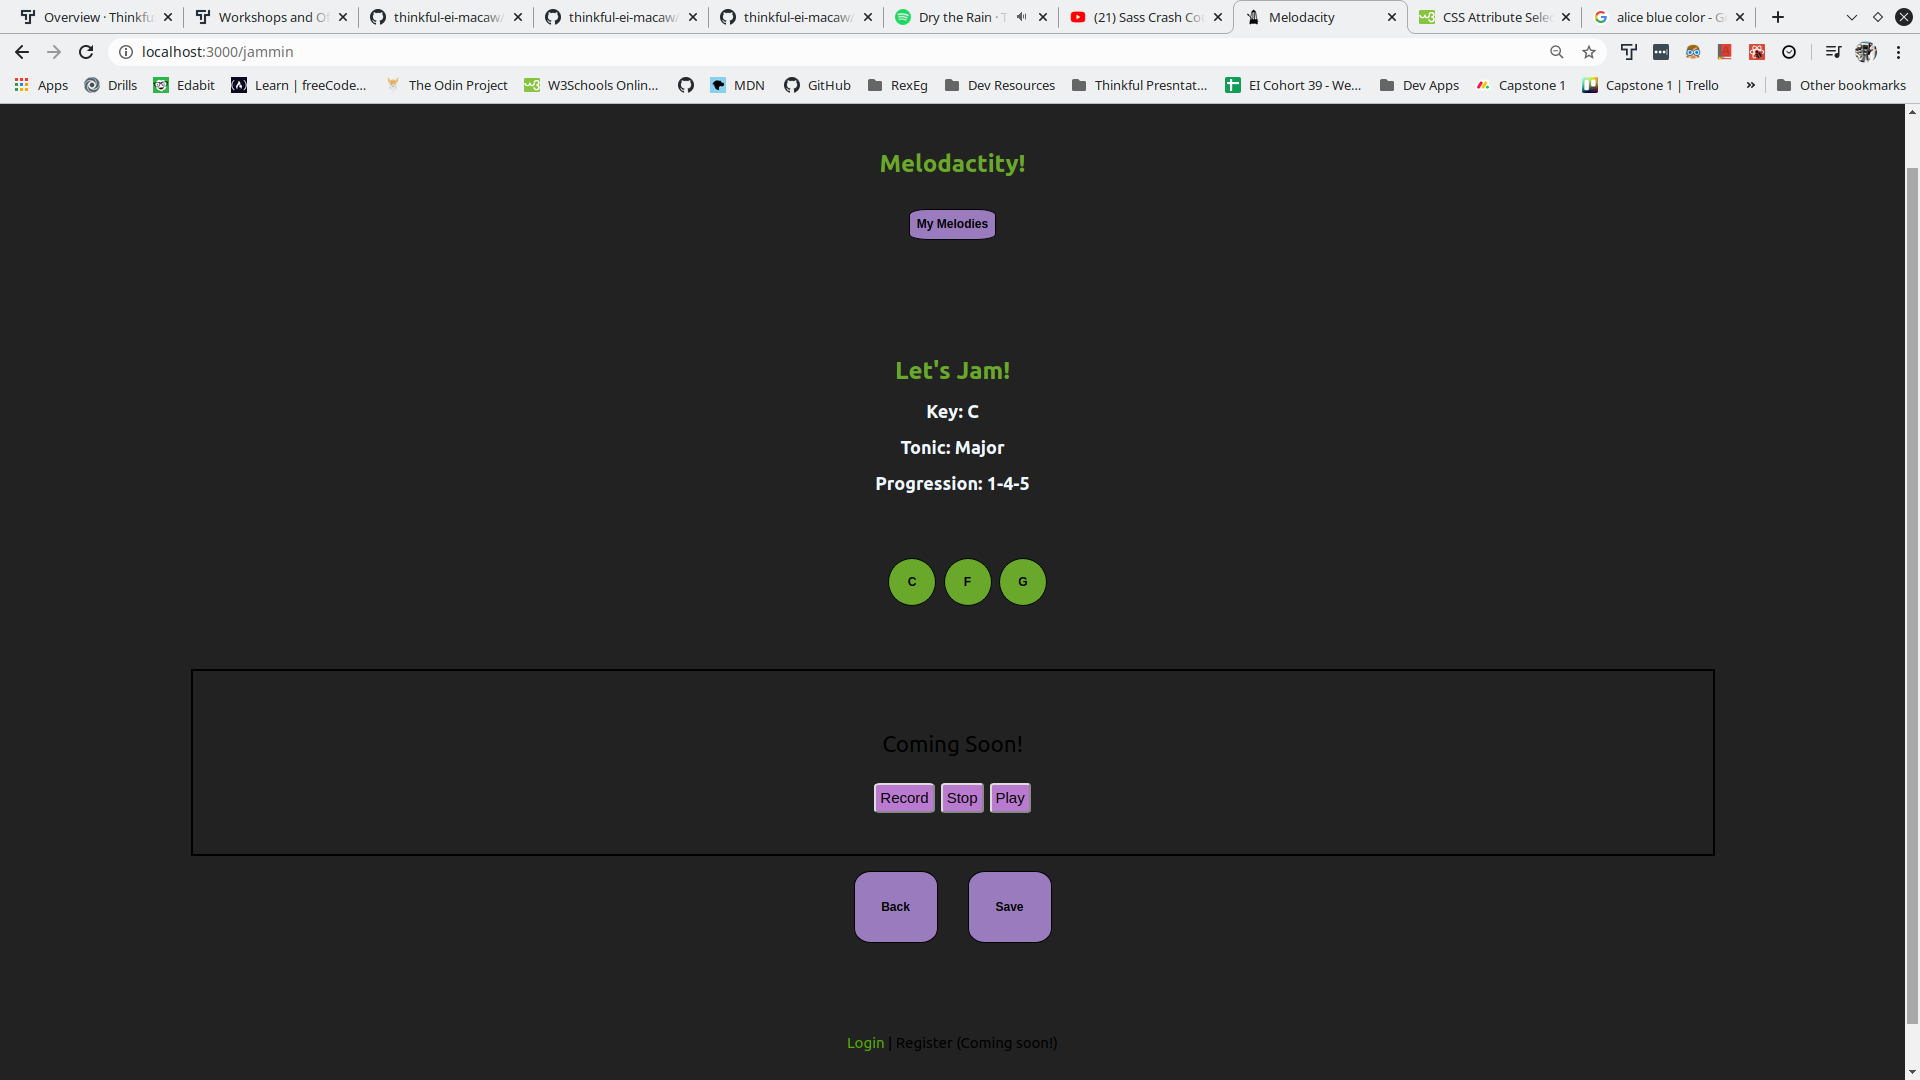 Overview · Thinkfu
Workshops and Of
thinkful-ei-macaw/
thinkful-ei-macaw/
thinkful-ei-macaw/
Dry the Rain · T
(21) Sass Crash Co
Melodacity
CSS Attribute Selec
alice blue color - G
localhost:3000/jammin
Apps
Drills
Edabit
Learn | freeCode...
The Odin Project
W3Schools Onlin...
MDN
GitHub
RexEg
Dev Resources
Thinkful Presntat...
EI Cohort 39 - We...
Dev Apps
Capstone 1
Capstone 1 | Trello
»
Other bookmarks
Melodactity!
My Melodies
Let's Jam!
Key: C
Tonic: Major
Progression: 1-4-5
C F G
Coming Soon!
Record Stop Play
Back Save
Login | Register (Coming soon!)